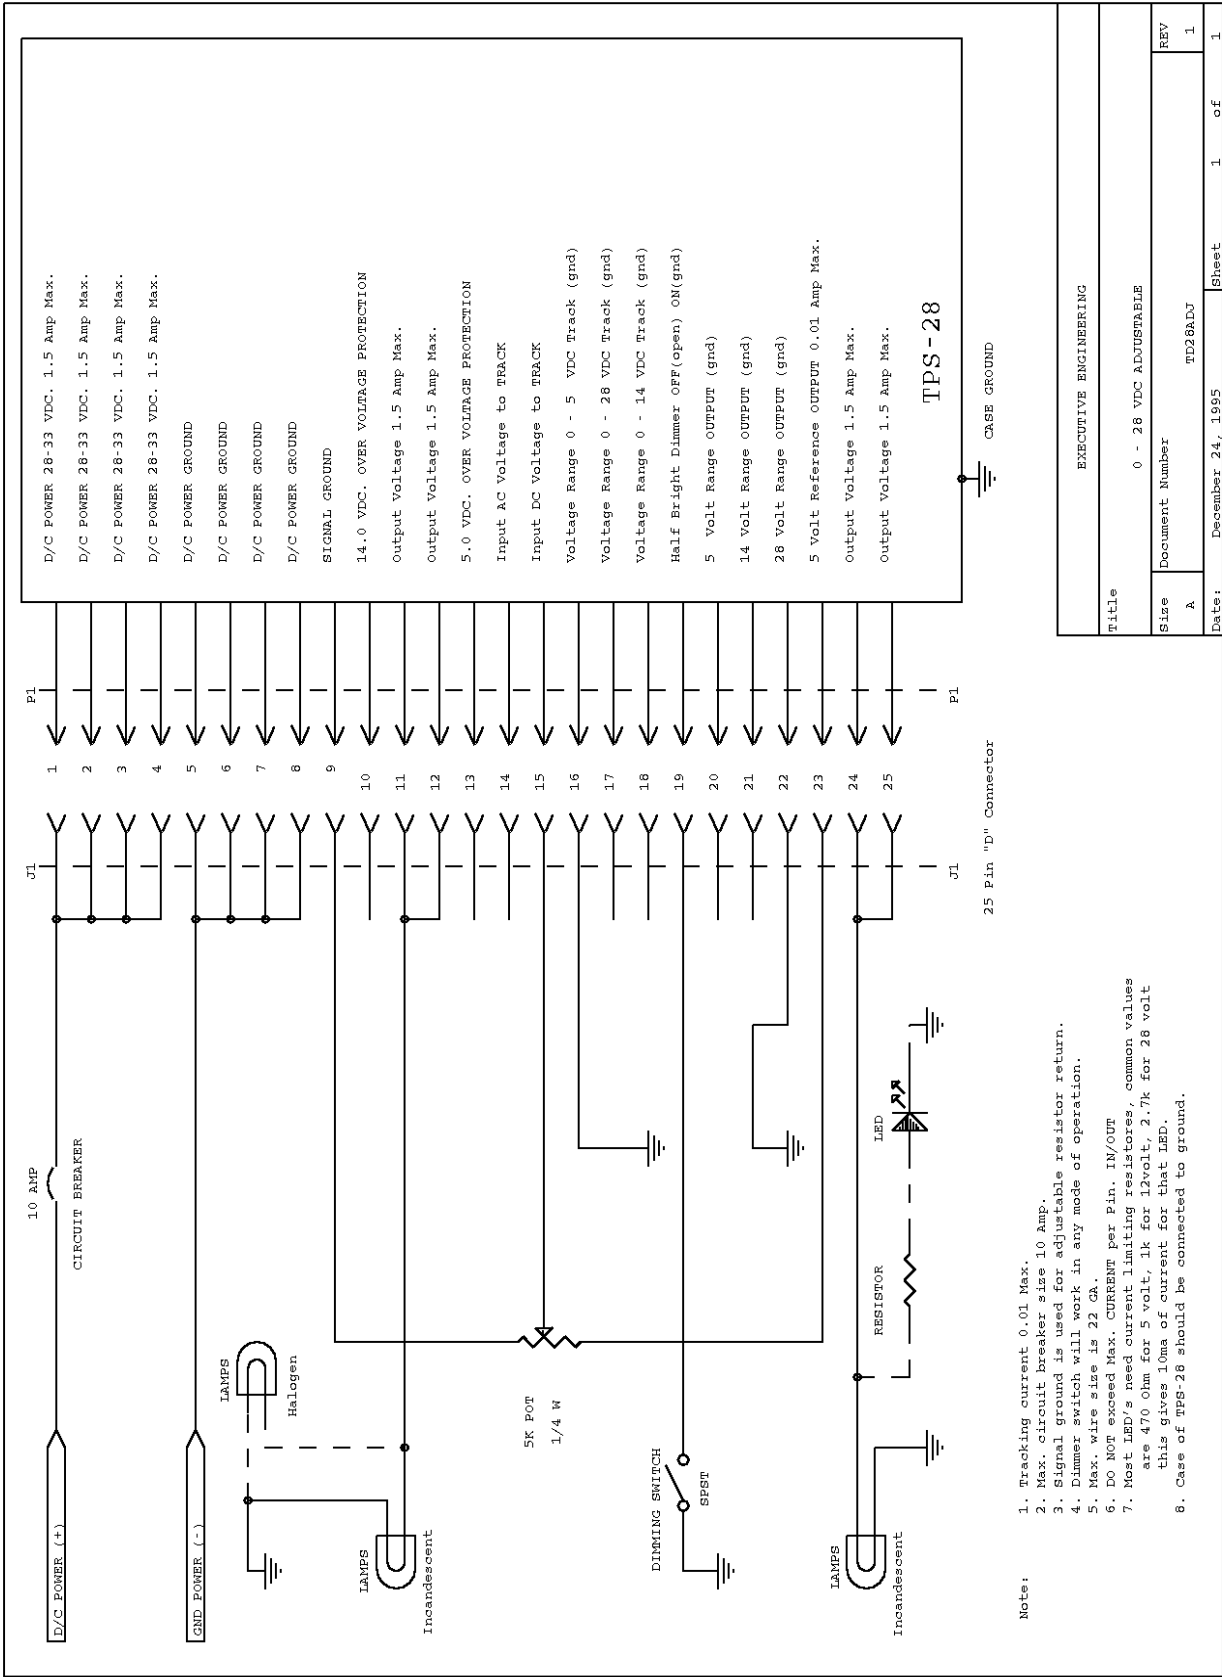 D/C POWER (+)
10 AMP
CIRCUIT BREAKER
GND POWER (-)
LAMPS
Halogen
LAMPS
Incandescent
5K POT
1/4 W
DIMMING SWITCH
SPST
LAMPS
Incandescent
RESISTOR
LED
J1
P1
1
2
3
4
5
6
7
8
9
10
11
12
13
14
15
16
17
18
19
20
21
22
23
24
25
J1
P1
25 Pin "D" Connector
D/C POWER 28-33 VDC. 1.5 Amp Max.
D/C POWER 28-33 VDC. 1.5 Amp Max.
D/C POWER 28-33 VDC. 1.5 Amp Max.
D/C POWER 28-33 VDC. 1.5 Amp Max.
D/C POWER GROUND
D/C POWER GROUND
D/C POWER GROUND
D/C POWER GROUND
SIGNAL GROUND
14.0 VDC. OVER VOLTAGE PROTECTION
Output Voltage 1.5 Amp Max.
Output Voltage 1.5 Amp Max.
5.0 VDC. OVER VOLTAGE PROTECTION
Input AC Voltage to TRACK
Input DC Voltage to TRACK
Voltage Range 0 - 5 VDC Track (gnd)
Voltage Range 0 - 28 VDC Track (gnd)
Voltage Range 0 - 14 VDC Track (gnd)
Half Bright Dimmer OFF(open) ON(gnd)
5 Volt Range OUTPUT (gnd)
14 Volt Range OUTPUT (gnd)
28 Volt Range OUTPUT (gnd)
5 Volt Reference OUTPUT 0.01 Amp Max.
Output Voltage 1.5 Amp Max.
Output Voltage 1.5 Amp Max.
TPS-28
CASE GROUND
Note:
1. Tracking current 0.01 Max.
2. Max. circuit breaker size 10 Amp.
3. Signal ground is used for adjustable resistor return.
4. Dimmer switch will work in any mode of operation.
5. Max. wire size is 22 GA.
6. DO NOT exceed Max. CURRENT per Pin. IN/OUT
7. Most LED's need current limiting resistores, common values
are 470 Ohm for 5 volt, 1k for 12volt, 2.7k for 28 volt
this gives 10ma of current for that LED.
8. Case of TPS-28 should be connected to ground.
EXECUTIVE ENGINEERING
Title
0 - 28 VDC ADJUSTABLE
Size Document Number REV
A TD28ADJ 1
Date: December 24, 1995 Sheet 1 of 1